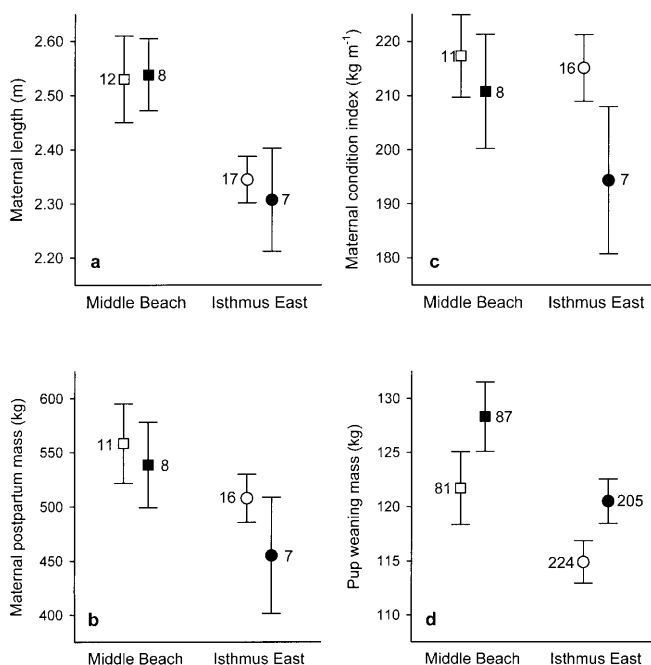 Maternal length (m)
2.60
2.50
2.40
2.30
2.20
12
8
17
7
a
Middle Beach
Isthmus East
Maternal condition index (kg m⁻¹)
220
210
200
190
180
11
8
16
7
c
Middle Beach
Isthmus East
Maternal postpartum mass (kg)
600
550
500
450
400
11
8
16
7
b
Middle Beach
Isthmus East
Pup weaning mass (kg)
130
125
120
115
110
81
87
224
205
d
Middle Beach
Isthmus East